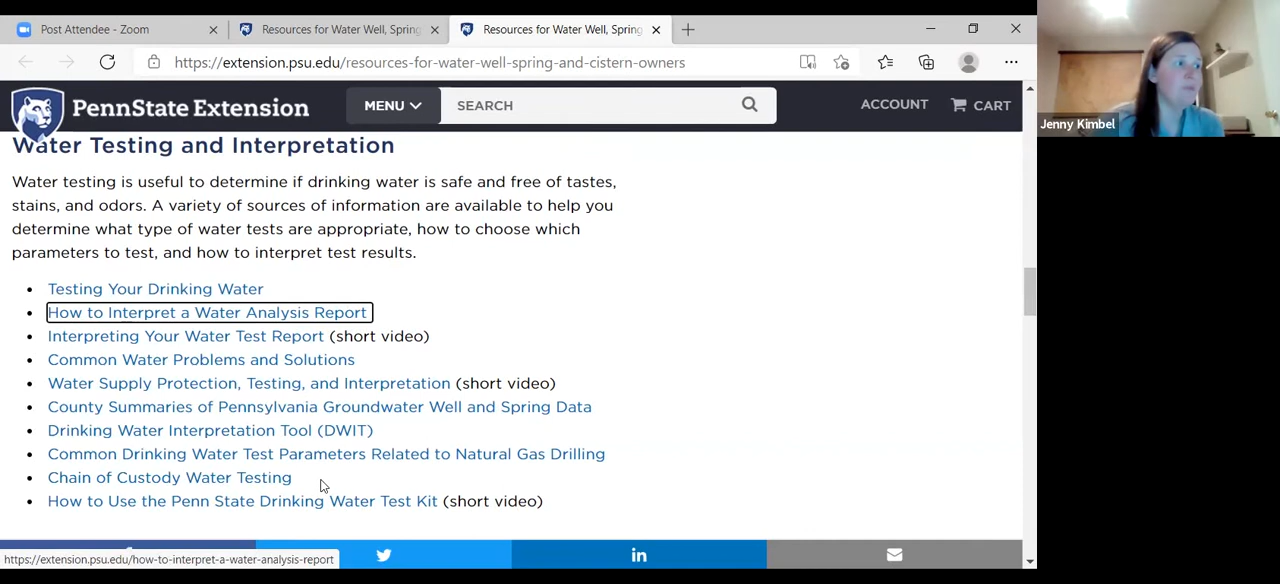 Post Attendee - Zoom
Resources for Water Well, Spring
Resources for Water Well, Spring
https://extension.psu.edu/resources-for-water-well-spring-and-cistern-owners
PennState Extension
MENU
SEARCH
ACCOUNT
CART
Jenny Kimbel
Water Testing and Interpretation
Water testing is useful to determine if drinking water is safe and free of tastes,
stains, and odors. A variety of sources of information are available to help you
determine what type of water tests are appropriate, how to choose which
parameters to test, and how to interpret test results.
• Testing Your Drinking Water
• How to Interpret a Water Analysis Report
• Interpreting Your Water Test Report (short video)
• Common Water Problems and Solutions
• Water Supply Protection, Testing, and Interpretation (short video)
• County Summaries of Pennsylvania Groundwater Well and Spring Data
• Drinking Water Interpretation Tool (DWIT)
• Common Drinking Water Test Parameters Related to Natural Gas Drilling
• Chain of Custody Water Testing
• How to Use the Penn State Drinking Water Test Kit (short video)
in
https://extension.psu.edu/how-to-interpret-a-water-analysis-report